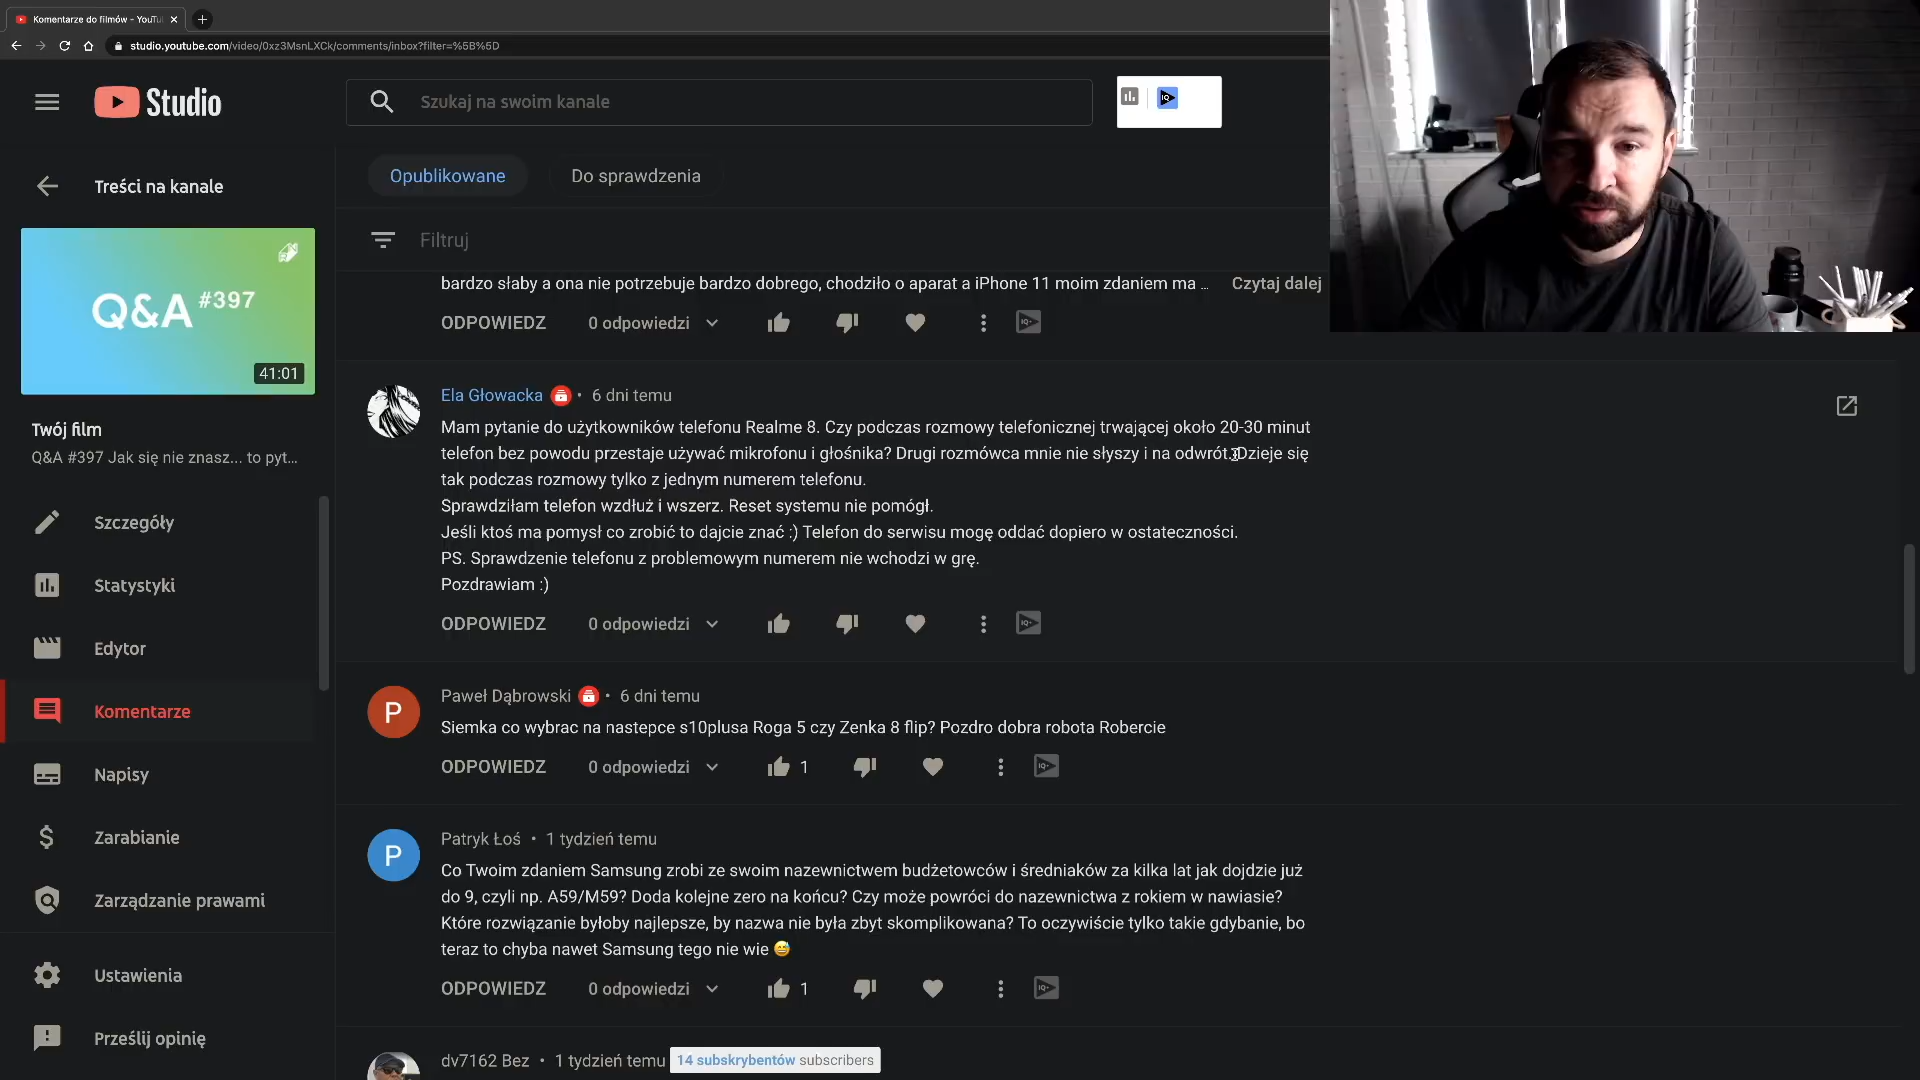 Komentarze do filmów - YouTu
studio.youtube.com/video/0xz3MsnLXCk/comments/inbox?filter=%5B%5D
Studio
Szukaj na swoim kanale
IQ
Treści na kanale
Opublikowane
Do sprawdzenia
Q&A #397
41:01
Filtruj
bardzo słaby a ona nie potrzebuje bardzo dobrego, chodziło o aparat a iPhone 11 moim zdaniem ma ... Czytaj dalej
ODPOWIEDZ 0 odpowiedzi
Twój film
Q&A #397 Jak się nie znasz... to pyt...
Szczegóły
Statystyki
Edytor
Komentarze
Napisy
Zarabianie
Zarządzanie prawami
Ustawienia
Prześlij opinię
Ela Głowacka • 6 dni temu
Mam pytanie do użytkowników telefonu Realme 8. Czy podczas rozmowy telefonicznej trwającej około 20-30 minut
telefon bez powodu przestaje używać mikrofonu i głośnika? Drugi rozmówca mnie nie słyszy i na odwrót. Dzieje się
tak podczas rozmowy tylko z jednym numerem telefonu.
Sprawdziłam telefon wzdłuż i wszerz. Reset systemu nie pomógł.
Jeśli ktoś ma pomysł co zrobić to dajcie znać :) Telefon do serwisu mogę oddać dopiero w ostateczności.
PS. Sprawdzenie telefonu z problemowym numerem nie wchodzi w grę.
Pozdrawiam :)
ODPOWIEDZ 0 odpowiedzi
P
Paweł Dąbrowski • 6 dni temu
Siemka co wybrac na nastepce s10plusa Roga 5 czy Zenka 8 flip? Pozdro dobra robota Robercie
ODPOWIEDZ 0 odpowiedzi 1
P
Patryk Łoś • 1 tydzień temu
Co Twoim zdaniem Samsung zrobi ze swoim nazewnictwem budżetowców i średniaków za kilka lat jak dojdzie już
do 9, czyli np. A59/M59? Doda kolejne zero na końcu? Czy może powróci do nazewnictwa z rokiem w nawiasie?
Które rozwiązanie byłoby najlepsze, by nazwa nie była zbyt skomplikowana? To oczywiście tylko takie gdybanie, bo
teraz to chyba nawet Samsung tego nie wie 😅
ODPOWIEDZ 0 odpowiedzi 1
dv7162 Bez • 1 tydzień temu 14 subskrybentów subscribers